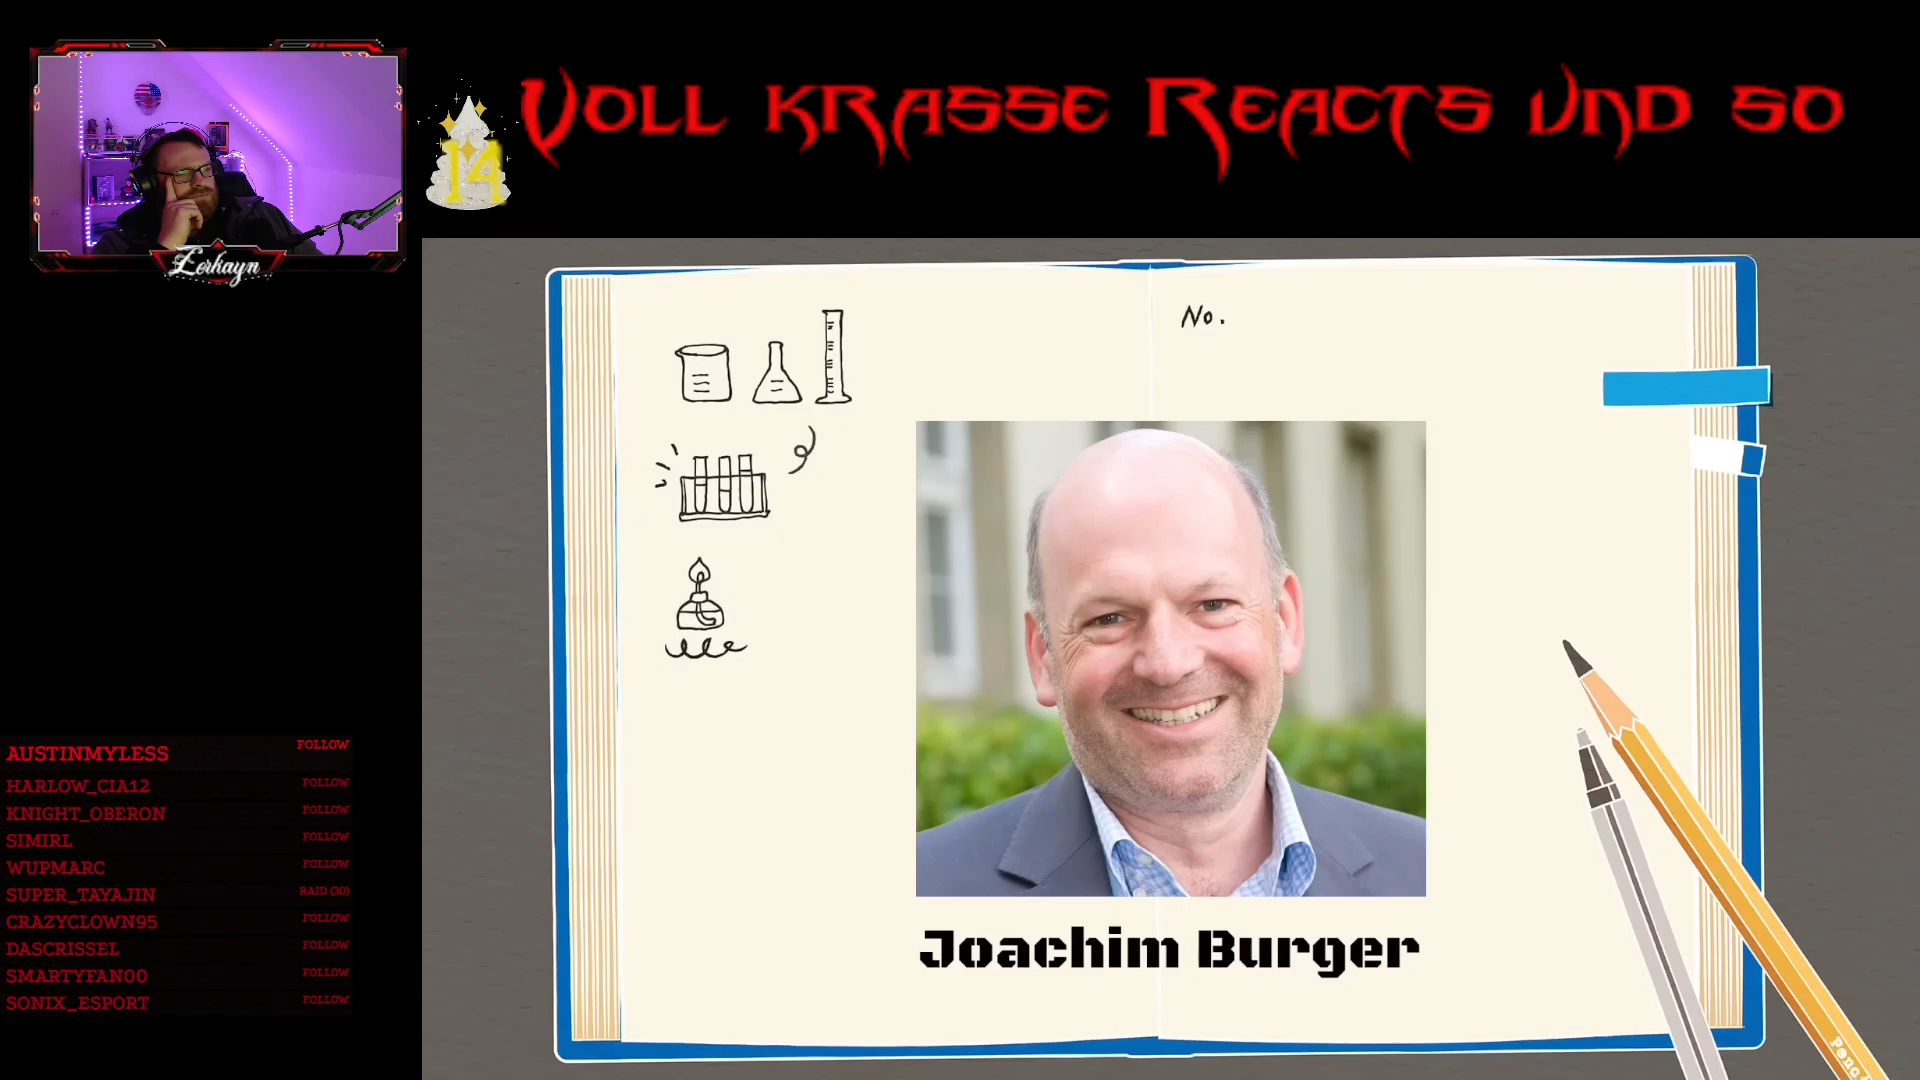 Voll krasse Reacts und so
14
Eerkayn
No.
Joachim Burger
AUSTINMYLESS FOLLOW
HARLOW_CIA12 FOLLOW
KNIGHT_OBERON FOLLOW
SIMIRL FOLLOW
WUPMARC FOLLOW
SUPER_TAYAJIN RAID (30)
CRAZYCLOWN95 FOLLOW
DASCRISSEL FOLLOW
SMARTYFAN00 FOLLOW
SONIX_ESPORT FOLLOW